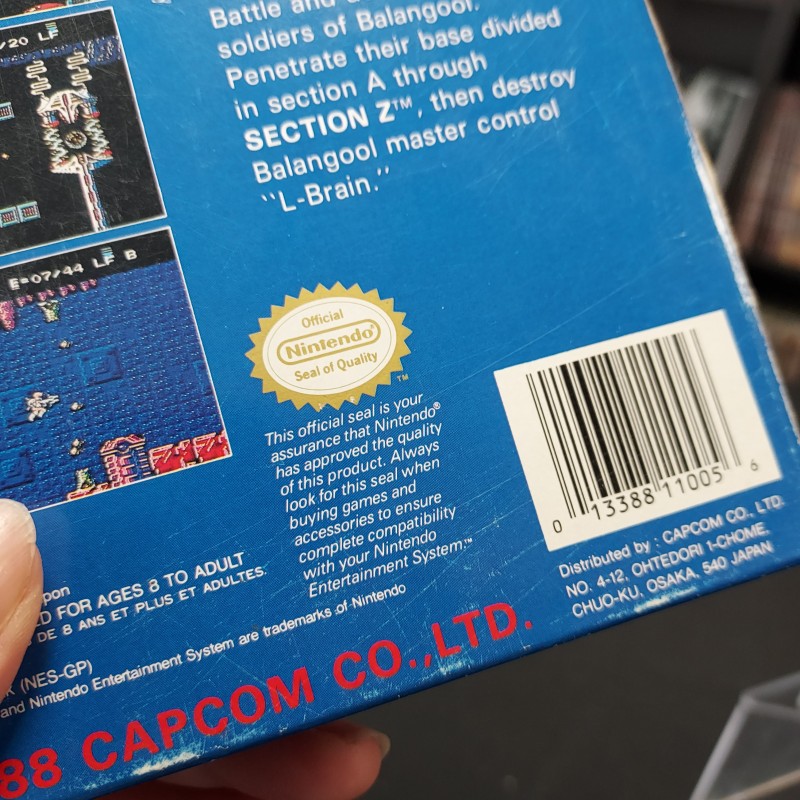 Battle and
soldiers of Balangool.
Penetrate their base divided
in section A through
SECTION Z™, then destroy
Balangool master control
"L-Brain."
/20 LF
E=07/44 LF B
Official
Nintendo®
Seal of Quality
TM
This official seal is your
assurance that Nintendo®
has approved the quality
of this product. Always
look for this seal when
buying games and
accessories to ensure
complete compatibility
with your Nintendo
Entertainment System.™
0 13388 11005 6
Distributed by : CAPCOM CO., LTD.
NO. 4-12, OHTEDORI 1-CHOME,
CHUO-KU, OSAKA, 540 JAPAN
FOR AGES 8 TO ADULT
DE 8 ANS ET PLUS ET ADULTES.
(NES-GP)
and Nintendo Entertainment System are trademarks of Nintendo
88 CAPCOM CO.,LTD.